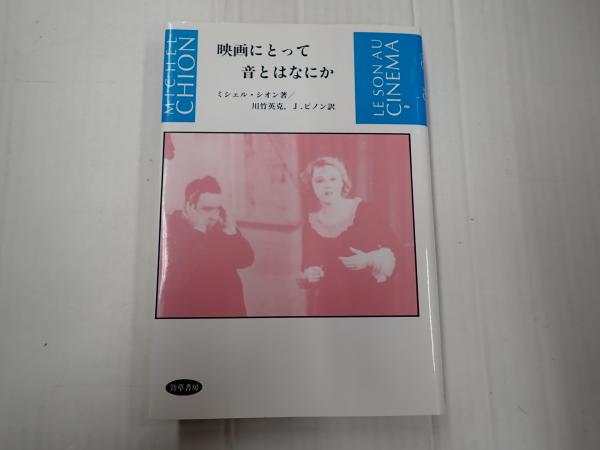 MICHEL
CHION
映画にとって
音とはなにか
ミシェル・シオン著/
川竹英克、J.ピノン訳
LE SON AU
CINEMA
勁草書房